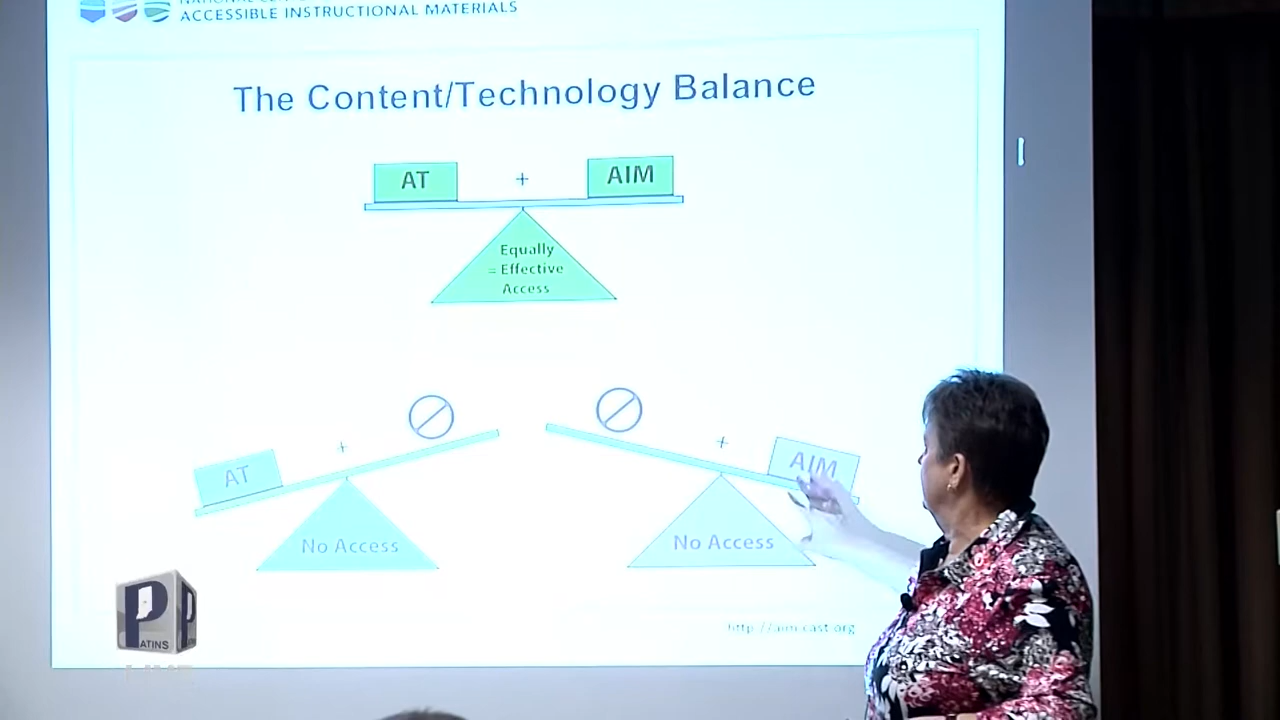 ACCESSIBLE INSTRUCTIONAL MATERIALS
The Content/Technology Balance
AT + AIM
Equally
= Effective
Access
AT +
+ AIM
No Access
No Access
http://aim.cast.org
P P
ATINS